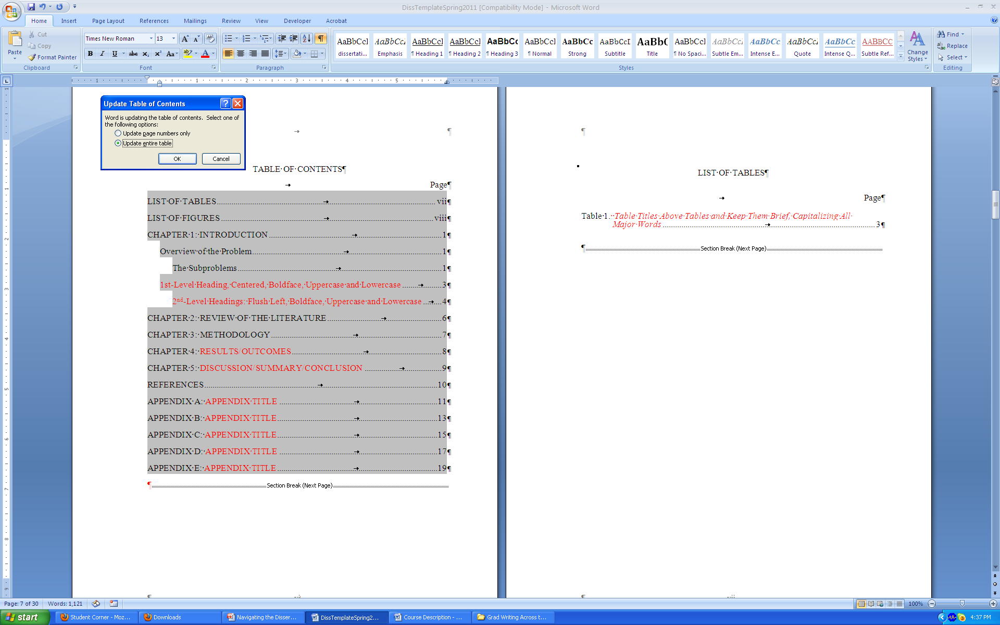 DissTemplateSpring2011 [Compatibility Mode] - Microsoft Word
Home Insert Page Layout References Mailings Review View Developer Acrobat
Paste
Cut
Copy
Format Painter
Clipboard
Times New Roman 13
Font
Paragraph
AaBbCcI AaBbCcI AaBbCcI AaBbCcI AaBbCc AaBbCcI AaBbCc AaBbCcI AaBbC AaBbCcI AaBbCcI AaBbCc AaBbCcI AaBbCc AABBCC
dissertati... Emphasis ¶ Heading 1 ¶ Heading 2 ¶ Heading 3 ¶ Normal Strong Subtitle Title ¶ No Spaci... Subtle Em... Intense E... Quote Intense Q... Subtle Ref...
Styles
Change Styles
Find
Replace
Select
Editing
1 1 2 3 4 5
Update Table of Contents
Word is updating the table of contents. Select one of
the following options:
Update page numbers only
Update entire table
OK Cancel
TABLE·OF·CONTENTS¶
Page¶
LIST·OF·TABLES vii¶
LIST·OF·FIGURES viii¶
CHAPTER·1:·INTRODUCTION 1¶
Overview·of·the·Problem 1¶
The·Subproblems 1¶
1st-Level·Heading,·Centered,·Boldface,·Uppercase·and·Lowercase 3¶
2nd-Level·Headings:·Flush·Left,·Boldface,·Uppercase·and·Lowercase 4¶
CHAPTER·2:·REVIEW·OF·THE·LITERATURE 6¶
CHAPTER·3:·METHODOLOGY 7¶
CHAPTER·4:·RESULTS/OUTCOMES 8¶
CHAPTER·5:·DISCUSSION/SUMMARY/CONCLUSION 9¶
REFERENCES 10¶
APPENDIX·A:·APPENDIX·TITLE 11¶
APPENDIX·B:·APPENDIX·TITLE 13¶
APPENDIX·C:·APPENDIX·TITLE 15¶
APPENDIX·D:·APPENDIX·TITLE 17¶
APPENDIX·E:·APPENDIX·TITLE 19¶
¶ Section Break (Next Page)
LIST·OF·TABLES¶
Page¶
Table·1.··Table·Titles·Above·Tables·and·Keep·Them·Brief,·Capitalizing·All·
Major·Words 3¶
¶ Section Break (Next Page)
Page: 7 of 30 Words: 1,121 100%
start Student Corner - Moz... Downloads Navigating the Disser... DissTemplateSpring2... Course Description - ... Grad Writing Across t... 4:37 PM